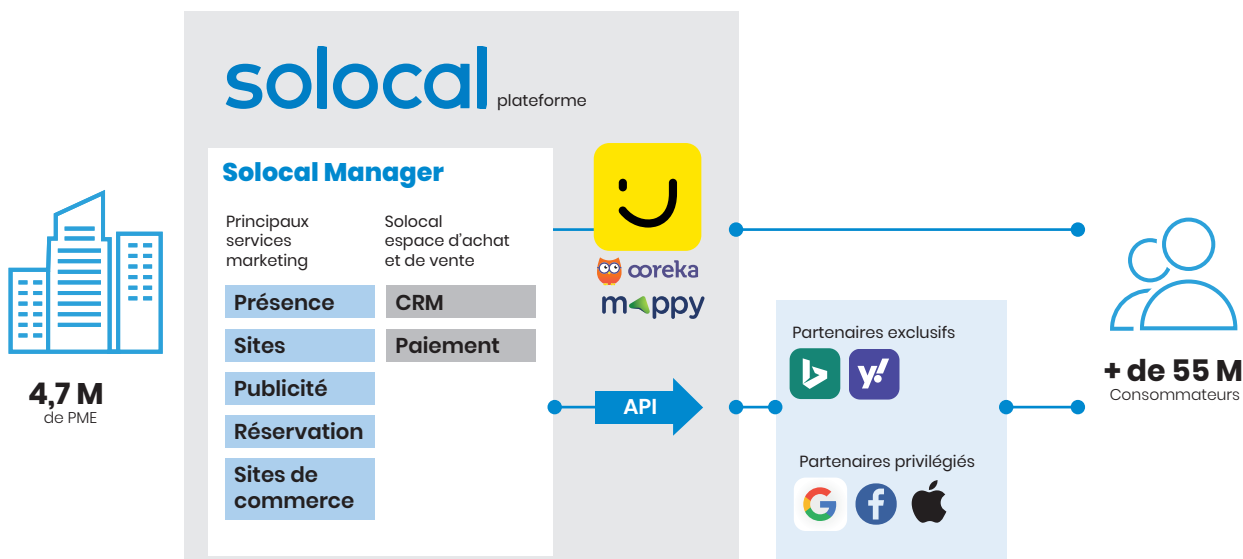 solocal
plateforme
Solocal Manager
Principaux
services
marketing
Solocal
espace d'achat
et de vente
Présence
Sites
Publicité
Réservation
Sites de
commerce
CRM
Paiement
4,7 M
de PME
ooreka
mappy
API
Partenaires exclusifs
y!
Partenaires privilégiés
G
f
+ de 55 M
Consommateurs